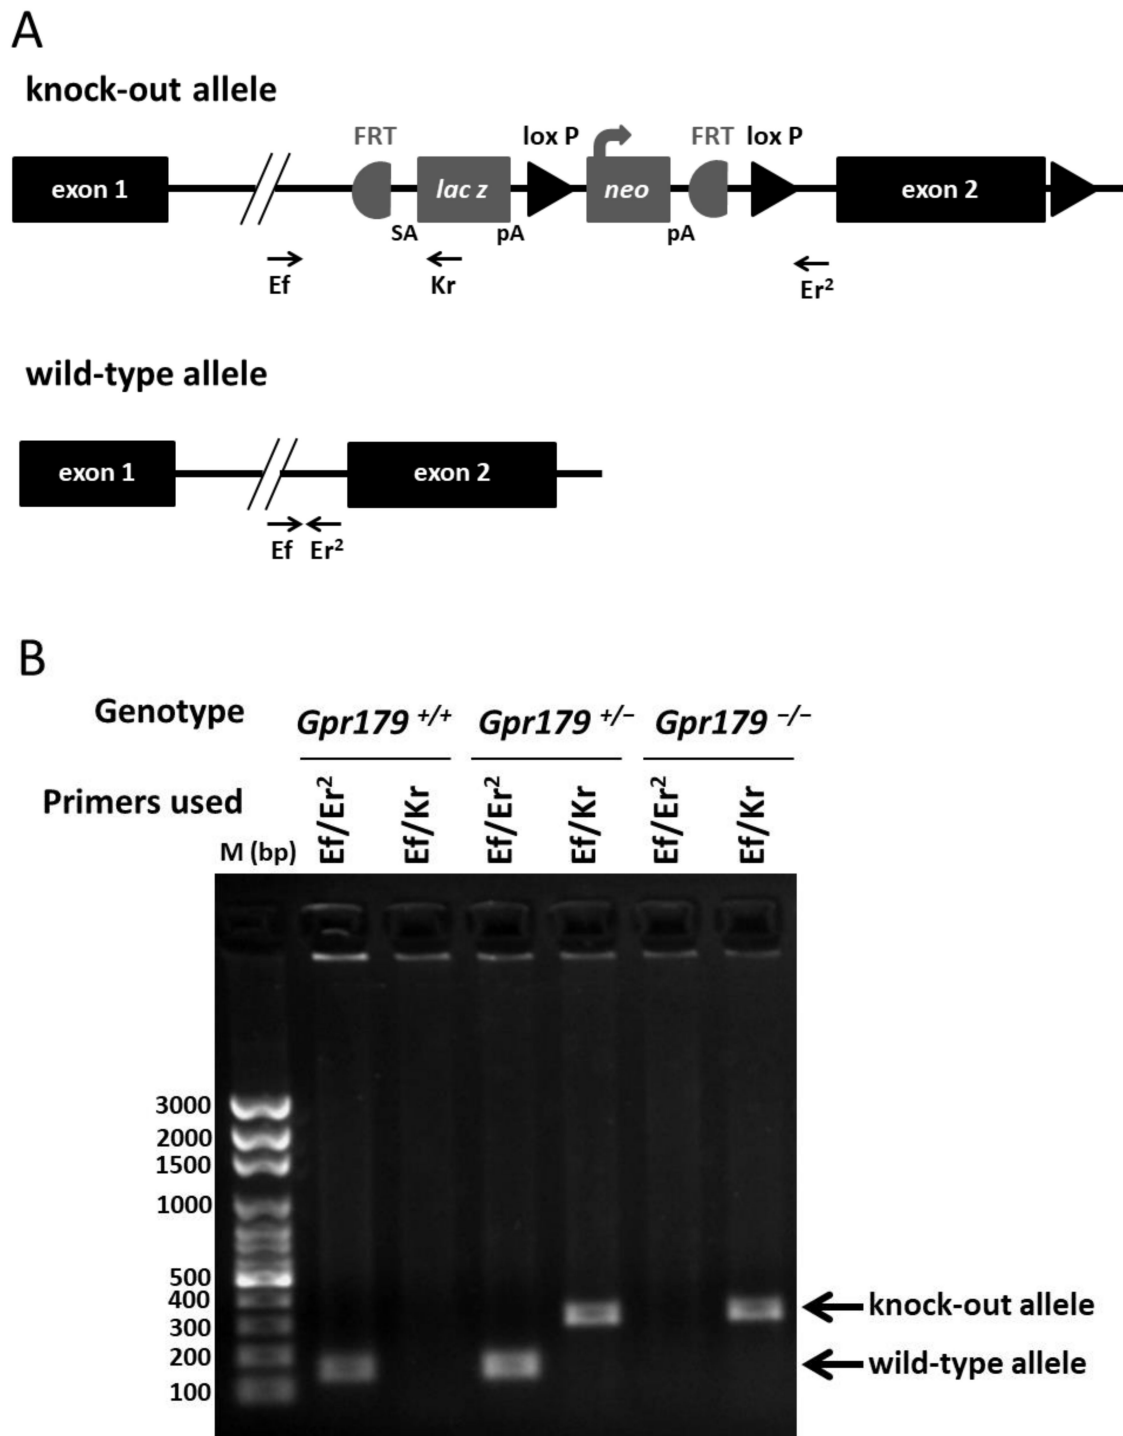 A
knock-out allele
FRT lox P FRT lox P
exon 1 lac z neo exon 2
SA pA pA
Ef Kr Er²
wild-type allele
exon 1 exon 2
Ef Er²
B
Genotype Gpr179 +/+ Gpr179 +/− Gpr179 −/−
Primers used Ef/Er² Ef/Kr Ef/Er² Ef/Kr Ef/Er² Ef/Kr
M (bp)
3000
2000
1500
1000
500
400
knock-out allele
300
200
wild-type allele
100